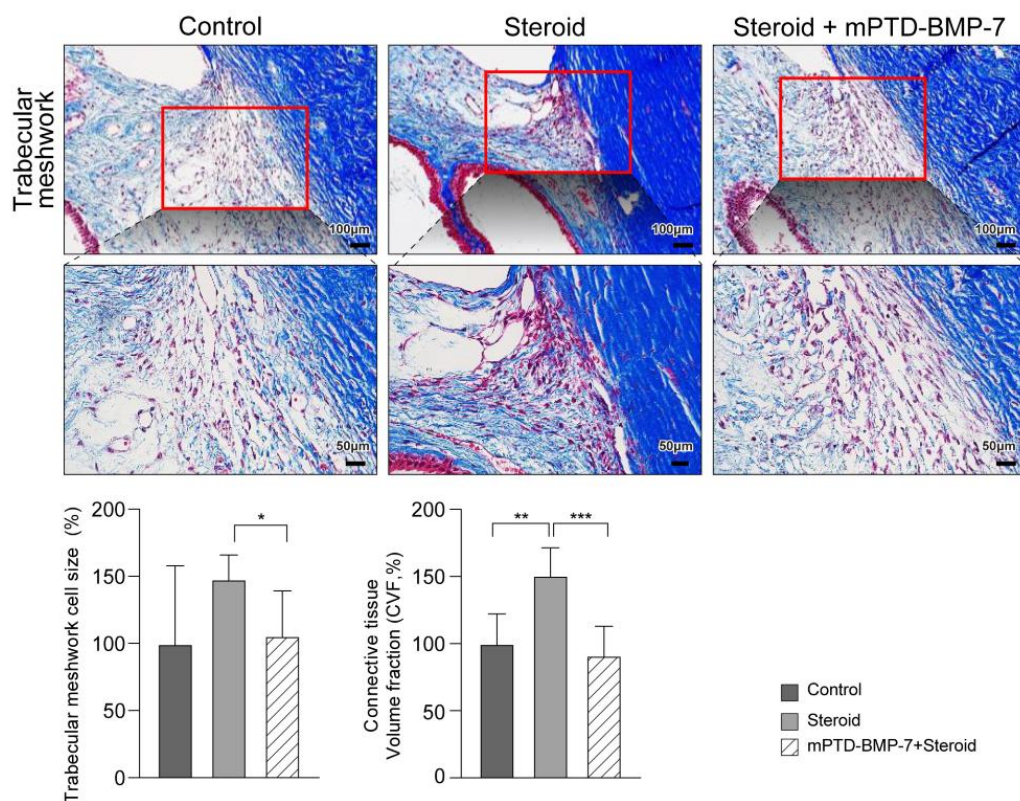 Control
Steroid
Steroid + mPTD-BMP-7
Trabecular
meshwork
100µm
100µm
100µm
50µm
50µm
50µm
Trabecular meshwork cell size (%)
200
150
100
50
0
*
Connective tissue
Volume fraction (CVF,%)
200
150
100
50
0
**
***
Control
Steroid
mPTD-BMP-7+Steroid